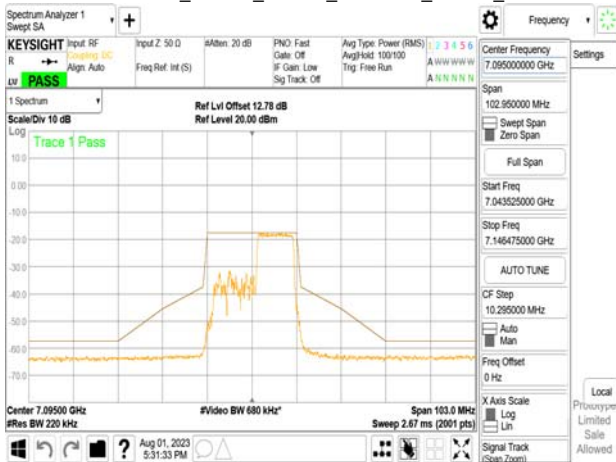 Spectrum Analyzer 1
Swept SA
Frequency
KEYSIGHT
Input: RF
Coupling: DC
Align: Auto
Input Z: 50 Ω
Freq Ref: Int (S)
#Atten: 20 dB
PNO: Fast
Gate: Off
IF Gain: Low
Sig Track: Off
Avg Type: Power (RMS)
Avg|Hold: 100/100
Trig: Free Run
1 2 3 4 5 6
A W W W W W
A N N N N N
R
LV PASS
1 Spectrum
Scale/Div 10 dB
Ref Lvl Offset 12.78 dB
Ref Level 20.00 dBm
Log
Trace 1 Pass
10.0
0.00
-10.0
-20.0
-30.0
-40.0
-50.0
-60.0
-70.0
Center 7.09500 GHz
#Res BW 220 kHz
#Video BW 680 kHz*
Span 103.0 MHz
Sweep 2.67 ms (2001 pts)
Aug 01, 2023
5:31:33 PM
Center Frequency
7.095000000 GHz
Settings
Span
102.950000 MHz
Swept Span
Zero Span
Full Span
Start Freq
7.043525000 GHz
Stop Freq
7.146475000 GHz
AUTO TUNE
CF Step
10.295000 MHz
Auto
Man
Freq Offset
0 Hz
X Axis Scale
Log
Lin
Local
Prototype
Limited
Sale
Allowed
Signal Track
(Span Zoom)